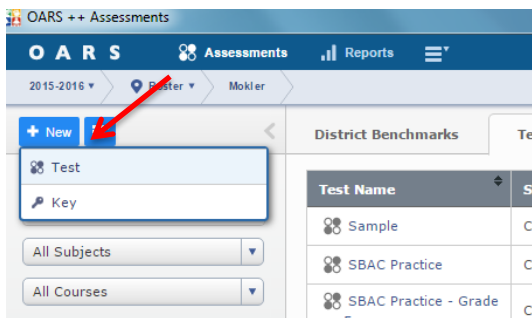 OARS ++ Assessments
OARS Assessments Reports
2015-2016 Roster Mokler
+ New
District Benchmarks
Test
Key
Test Name
Sample
SBAC Practice
SBAC Practice - Grade
All Subjects
All Courses